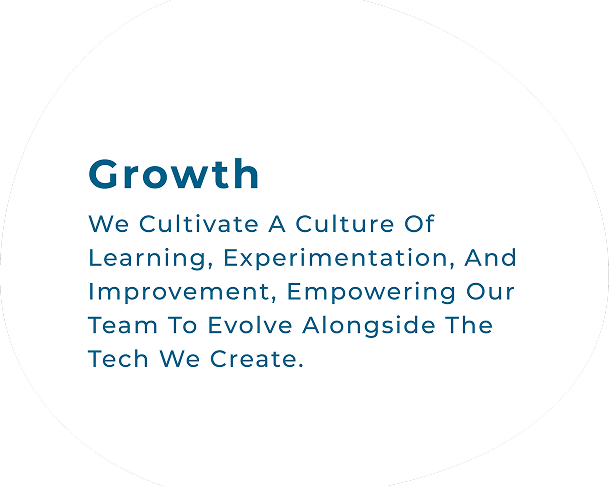 Growth
We Cultivate A Culture Of
Learning, Experimentation, And
Improvement, Empowering Our
Team To Evolve Alongside The
Tech We Create.